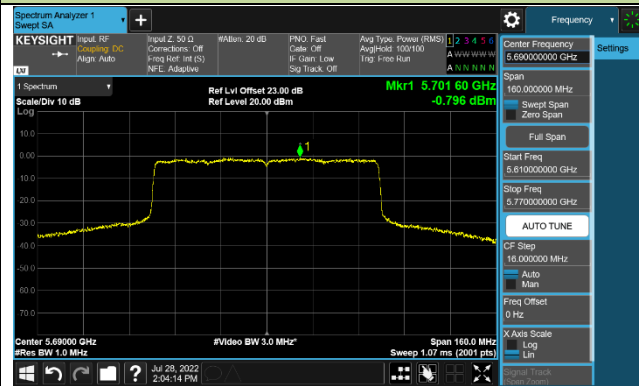 Spectrum Analyzer 1
Swept SA
Frequency
KEYSIGHT
Input: RF
Coupling: DC
Align: Auto
Input Z: 50 Ω
Corrections: Off
Freq Ref: Int (S)
NFE: Adaptive
#Atten: 20 dB
PNO: Fast
Gate: Off
IF Gain: Low
Sig Track: Off
Avg Type: Power (RMS)
Avg|Hold: 100/100
Trig: Free Run
1 2 3 4 5 6
A W W W W W
A N N N N N
LXI
1 Spectrum
Scale/Div 10 dB
Log
Ref Lvl Offset 23.00 dB
Ref Level 20.00 dBm
Mkr1 5.701 60 GHz
-0.796 dBm
1
10.0
0.00
-10.0
-20.0
-30.0
-40.0
-50.0
-60.0
-70.0
Center 5.69000 GHz
#Res BW 1.0 MHz
#Video BW 3.0 MHz*
Span 160.0 MHz
Sweep 1.07 ms (2001 pts)
Jul 28, 2022
2:04:14 PM
Center Frequency
5.690000000 GHz
Span
160.000000 MHz
Swept Span
Zero Span
Full Span
Start Freq
5.610000000 GHz
Stop Freq
5.770000000 GHz
AUTO TUNE
CF Step
16.000000 MHz
Auto
Man
Freq Offset
0 Hz
X Axis Scale
Log
Lin
Signal Track
(Span Zoom)
Settings